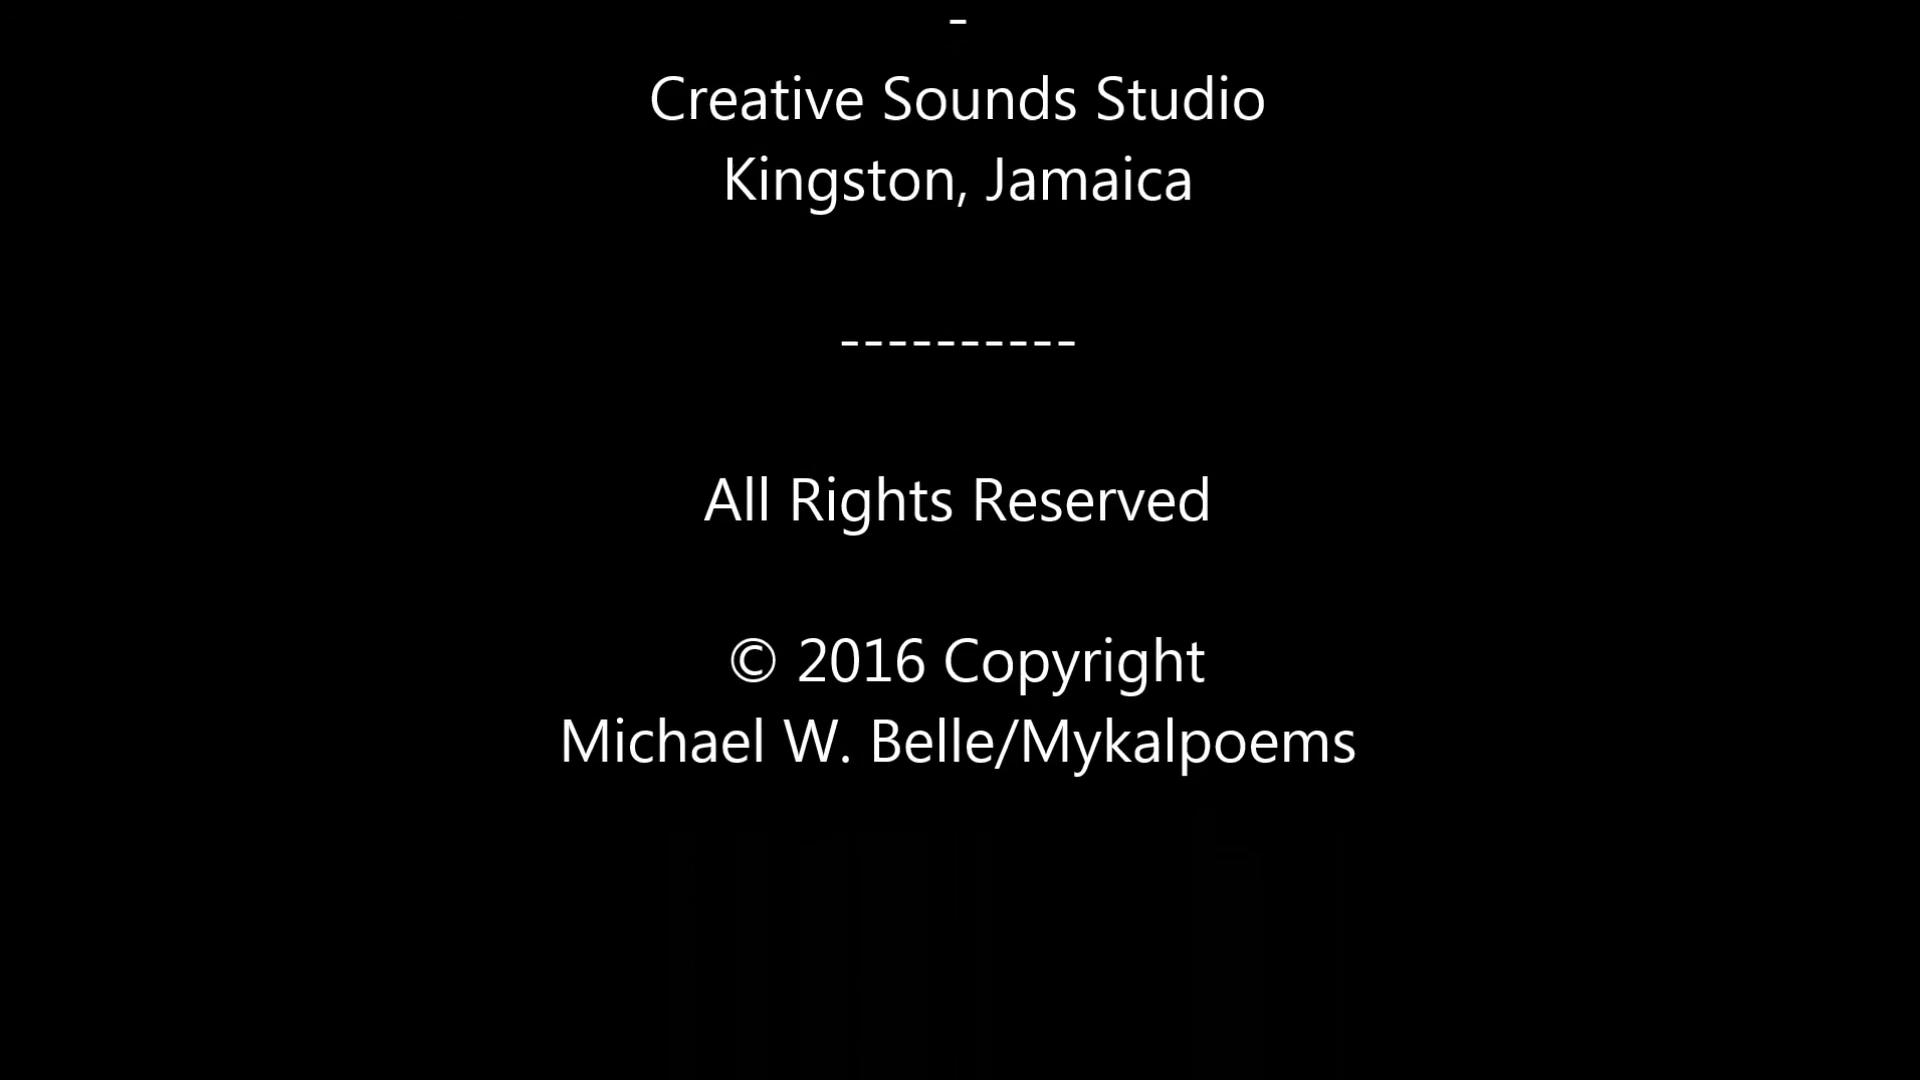 -
Creative Sounds Studio
Kingston, Jamaica
----------
All Rights Reserved
© 2016 Copyright
Michael W. Belle/Mykalpoems